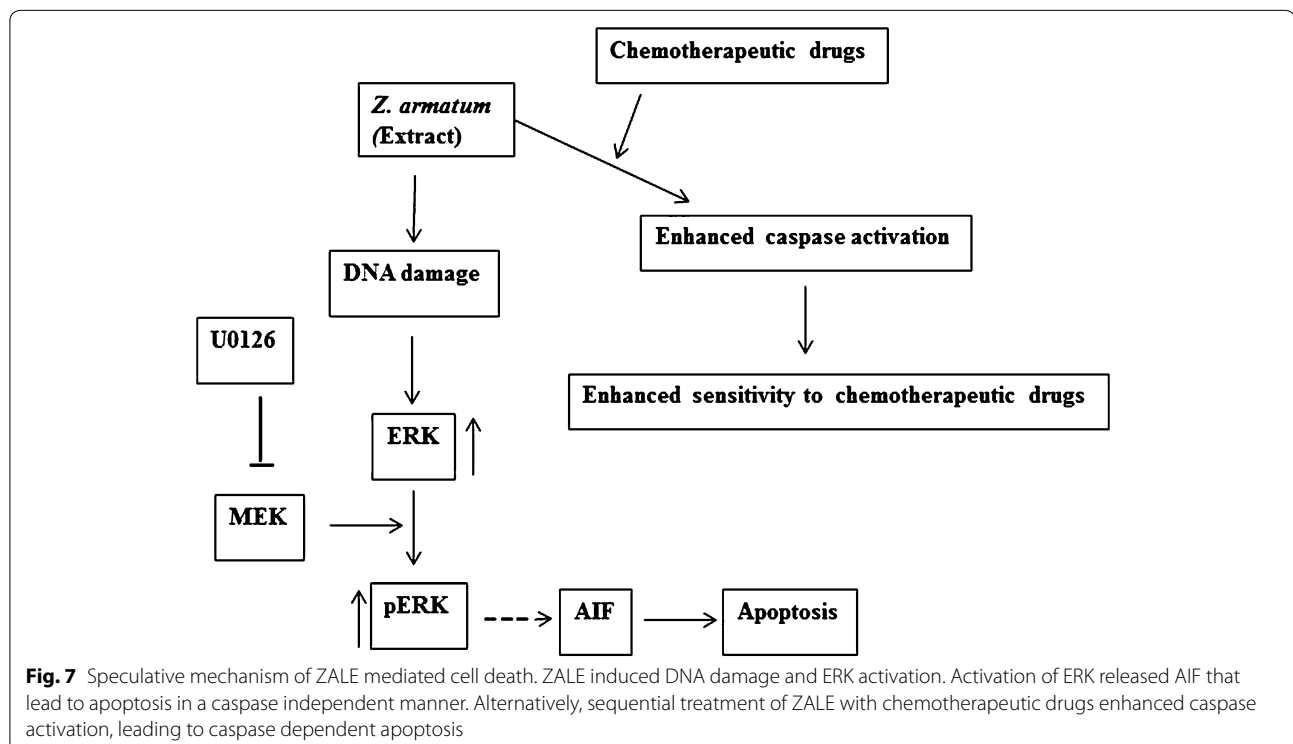 Chemotherapeutic drugs
Z. armatum
(Extract)
Enhanced caspase activation
DNA damage
U0126
Enhanced sensitivity to chemotherapeutic drugs
ERK
MEK
pERK
AIF
Apoptosis
Fig. 7 Speculative mechanism of ZALE mediated cell death. ZALE induced DNA damage and ERK activation. Activation of ERK released AIF that
lead to apoptosis in a caspase independent manner. Alternatively, sequential treatment of ZALE with chemotherapeutic drugs enhanced caspase
activation, leading to caspase dependent apoptosis